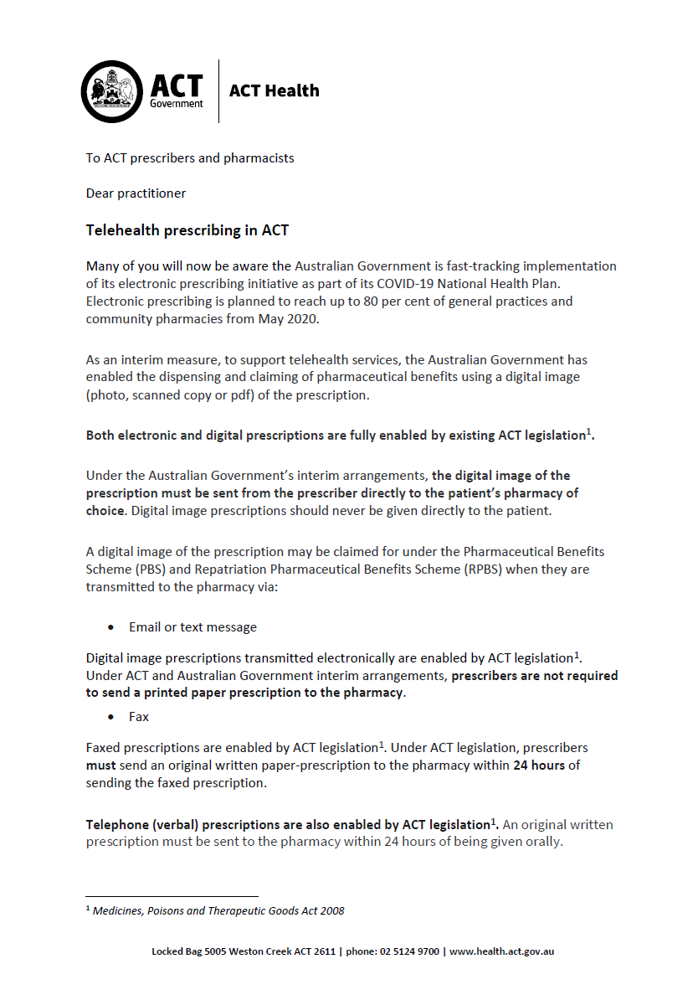 ACT
Government
ACT Health
To ACT prescribers and pharmacists
Dear practitioner
Telehealth prescribing in ACT
Many of you will now be aware the Australian Government is fast-tracking implementation
of its electronic prescribing initiative as part of its COVID-19 National Health Plan.
Electronic prescribing is planned to reach up to 80 per cent of general practices and
community pharmacies from May 2020.
As an interim measure, to support telehealth services, the Australian Government has
enabled the dispensing and claiming of pharmaceutical benefits using a digital image
(photo, scanned copy or pdf) of the prescription.
Both electronic and digital prescriptions are fully enabled by existing ACT legislation¹.
Under the Australian Government’s interim arrangements, the digital image of the
prescription must be sent from the prescriber directly to the patient’s pharmacy of
choice. Digital image prescriptions should never be given directly to the patient.
A digital image of the prescription may be claimed for under the Pharmaceutical Benefits
Scheme (PBS) and Repatriation Pharmaceutical Benefits Scheme (RPBS) when they are
transmitted to the pharmacy via:
• Email or text message
Digital image prescriptions transmitted electronically are enabled by ACT legislation¹.
Under ACT and Australian Government interim arrangements, prescribers are not required
to send a printed paper prescription to the pharmacy.
• Fax
Faxed prescriptions are enabled by ACT legislation¹. Under ACT legislation, prescribers
must send an original written paper-prescription to the pharmacy within 24 hours of
sending the faxed prescription.
Telephone (verbal) prescriptions are also enabled by ACT legislation¹. An original written
prescription must be sent to the pharmacy within 24 hours of being given orally.
¹ Medicines, Poisons and Therapeutic Goods Act 2008
Locked Bag 5005 Weston Creek ACT 2611 | phone: 02 5124 9700 | www.health.act.gov.au